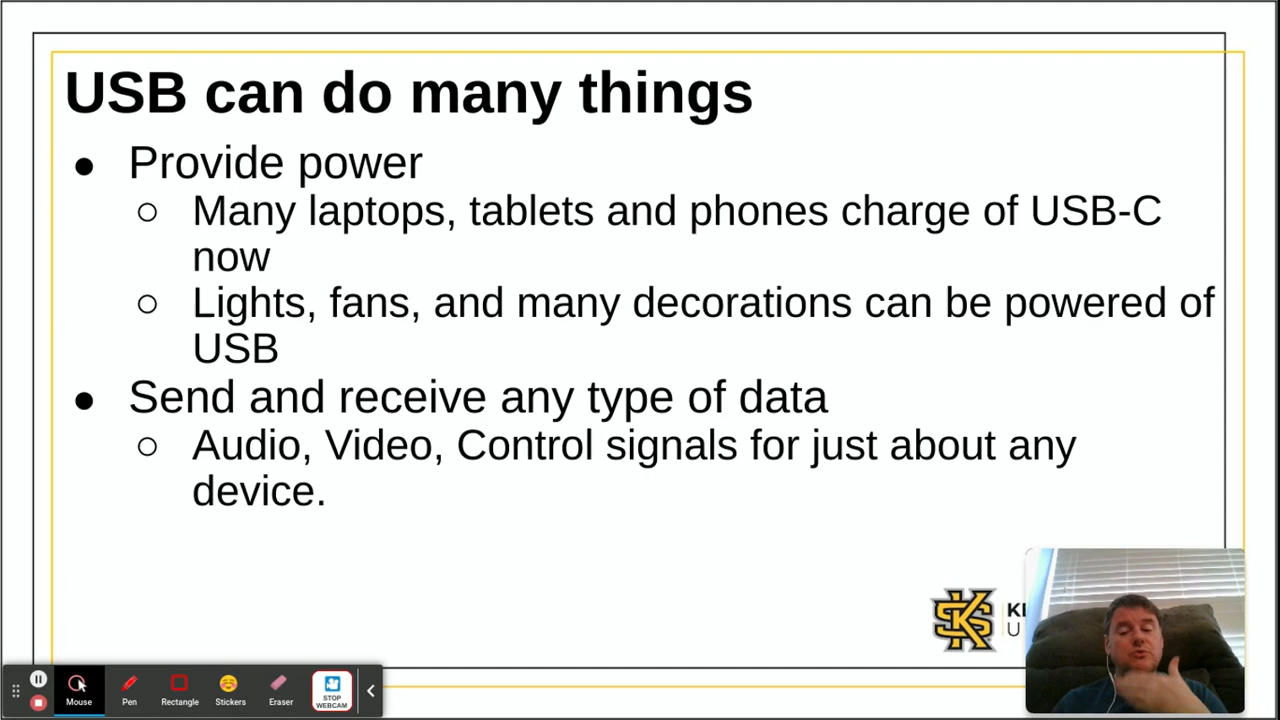 USB can do many things
● Provide power
○ Many laptops, tablets and phones charge of USB-C
now
○ Lights, fans, and many decorations can be powered of
USB
● Send and receive any type of data
○ Audio, Video, Control signals for just about any
device.
KS
Mouse
Pen
Rectangle
Stickers
Eraser
STOP
WEBCAM